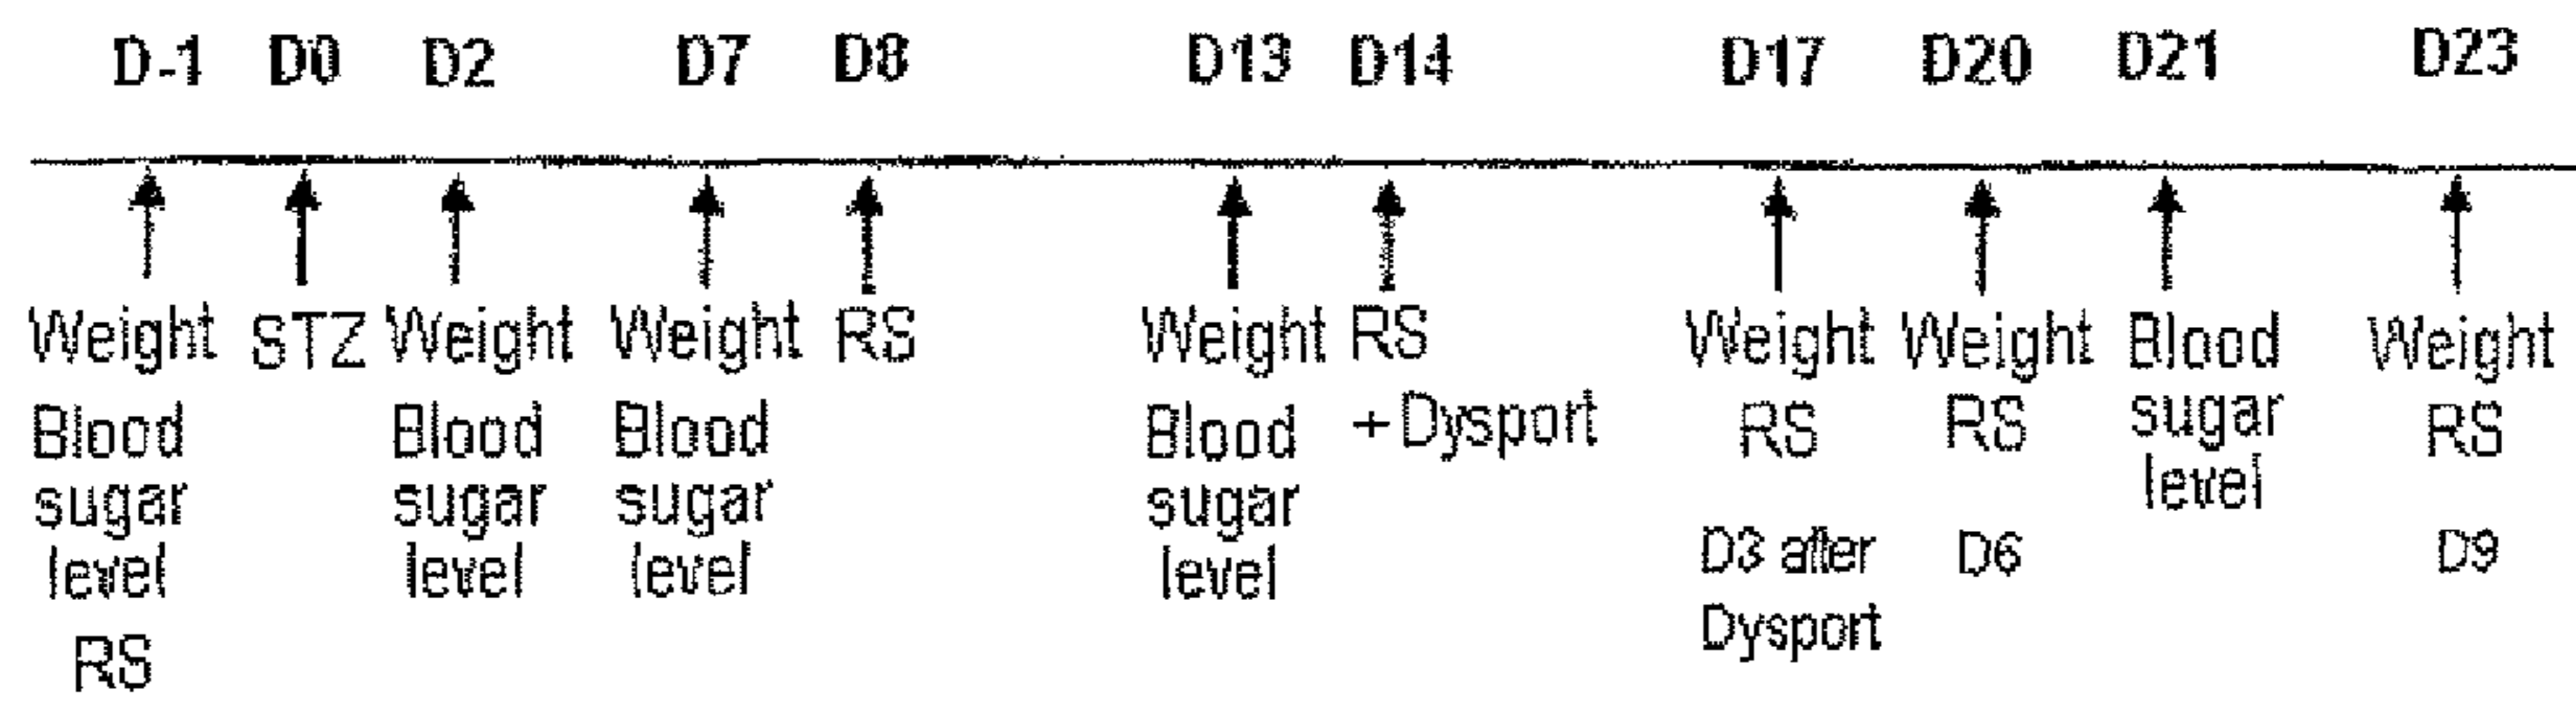 D-1 D0 D2 D7 D8 D13 D14 D17 D20 D21 D23
Weight STZ Weight Weight RS Weight RS Weight Weight Blood Weight
Blood Blood Blood Blood +Dysport RS RS sugar RS
sugar sugar sugar sugar level
level level level level D3 after D6 D9
RS Dysport